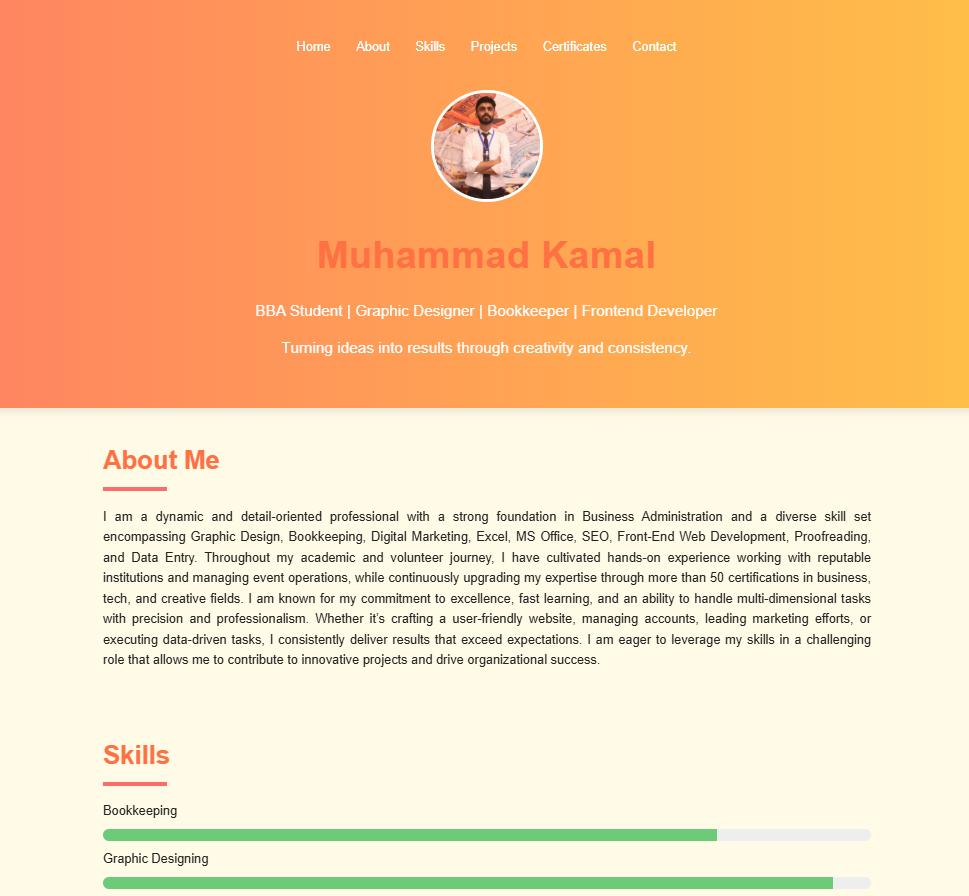 Home About Skills Projects Certificates Contact
Muhammad Kamal
BBA Student | Graphic Designer | Bookkeeper | Frontend Developer
Turning ideas into results through creativity and consistency.
About Me
I am a dynamic and detail-oriented professional with a strong foundation in Business Administration and a diverse skill set
encompassing Graphic Design, Bookkeeping, Digital Marketing, Excel, MS Office, SEO, Front-End Web Development, Proofreading,
and Data Entry. Throughout my academic and volunteer journey, I have cultivated hands-on experience working with reputable
institutions and managing event operations, while continuously upgrading my expertise through more than 50 certifications in business,
tech, and creative fields. I am known for my commitment to excellence, fast learning, and an ability to handle multi-dimensional tasks
with precision and professionalism. Whether it’s crafting a user-friendly website, managing accounts, leading marketing efforts, or
executing data-driven tasks, I consistently deliver results that exceed expectations. I am eager to leverage my skills in a challenging
role that allows me to contribute to innovative projects and drive organizational success.
Skills
Bookkeeping
Graphic Designing